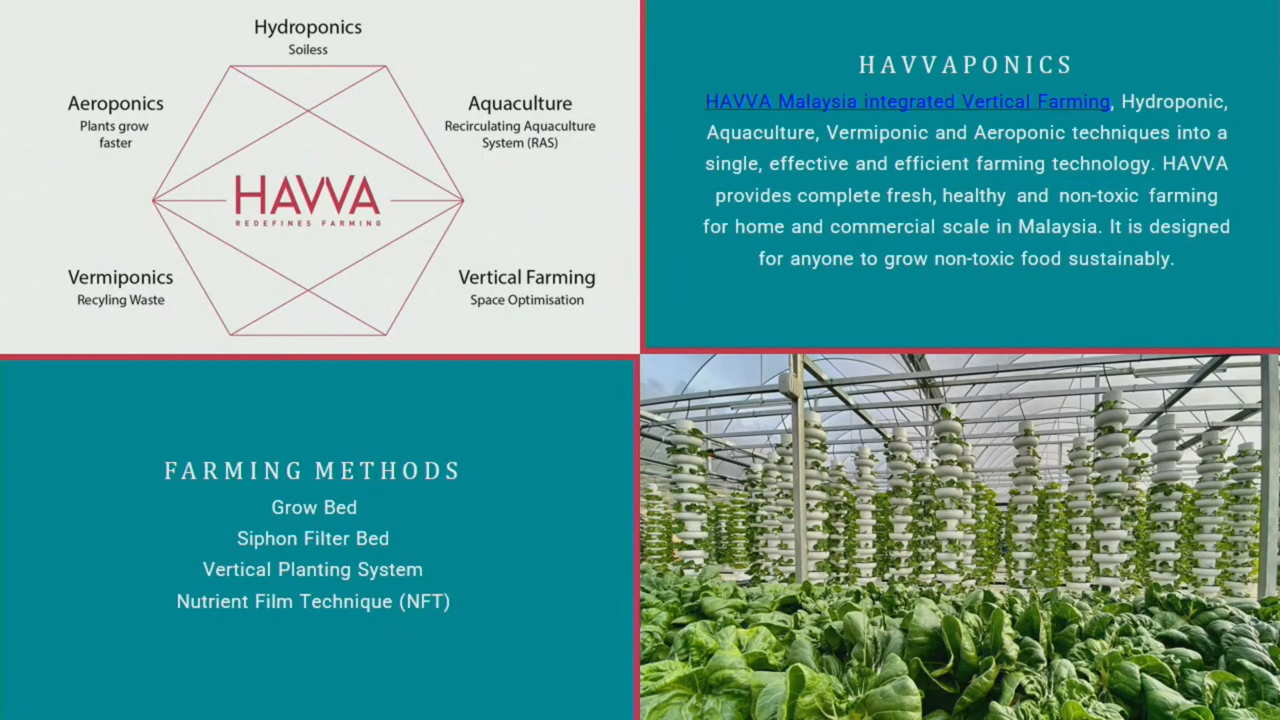 Hydroponics
Soiless
Aeroponics
Plants grow
faster
Aquaculture
Recirculating Aquaculture
System (RAS)
HAVVA
REDEFINES FARMING
Vermiponics
Recyling Waste
Vertical Farming
Space Optimisation
HAVVAPONICS
HAVVA Malaysia integrated Vertical Farming, Hydroponic,
Aquaculture, Vermiponic and Aeroponic techniques into a
single, effective and efficient farming technology. HAVVA
provides complete fresh, healthy and non-toxic farming
for home and commercial scale in Malaysia. It is designed
for anyone to grow non-toxic food sustainably.
FARMING METHODS
Grow Bed
Siphon Filter Bed
Vertical Planting System
Nutrient Film Technique (NFT)